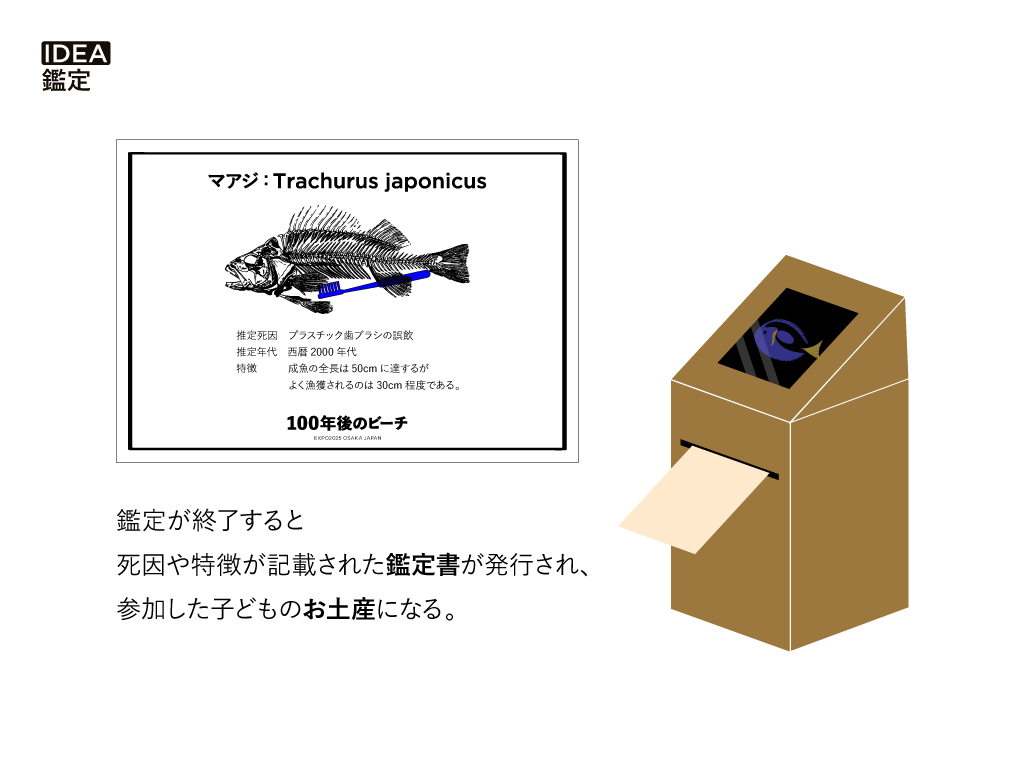 IDEA
鑑定
マアジ：Trachurus japonicus
推定死因 プラスチック歯ブラシの誤飲
推定年代 西暦 2000 年代
特徴 成魚の全長は 50cm に達するが
よく漁獲されるのは 30cm 程度である。
100年後のビーチ
EXPO2025 OSAKA JAPAN
鑑定が終了すると
死因や特徴が記載された鑑定書が発行され、
参加した子どものお土産になる。